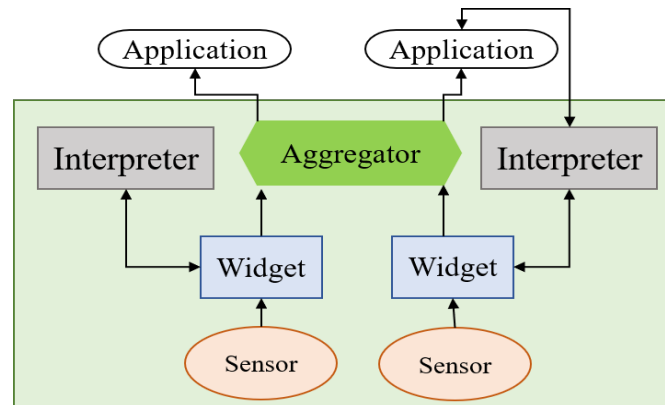 Application
Application
Interpreter
Aggregator
Interpreter
Widget
Widget
Sensor
Sensor